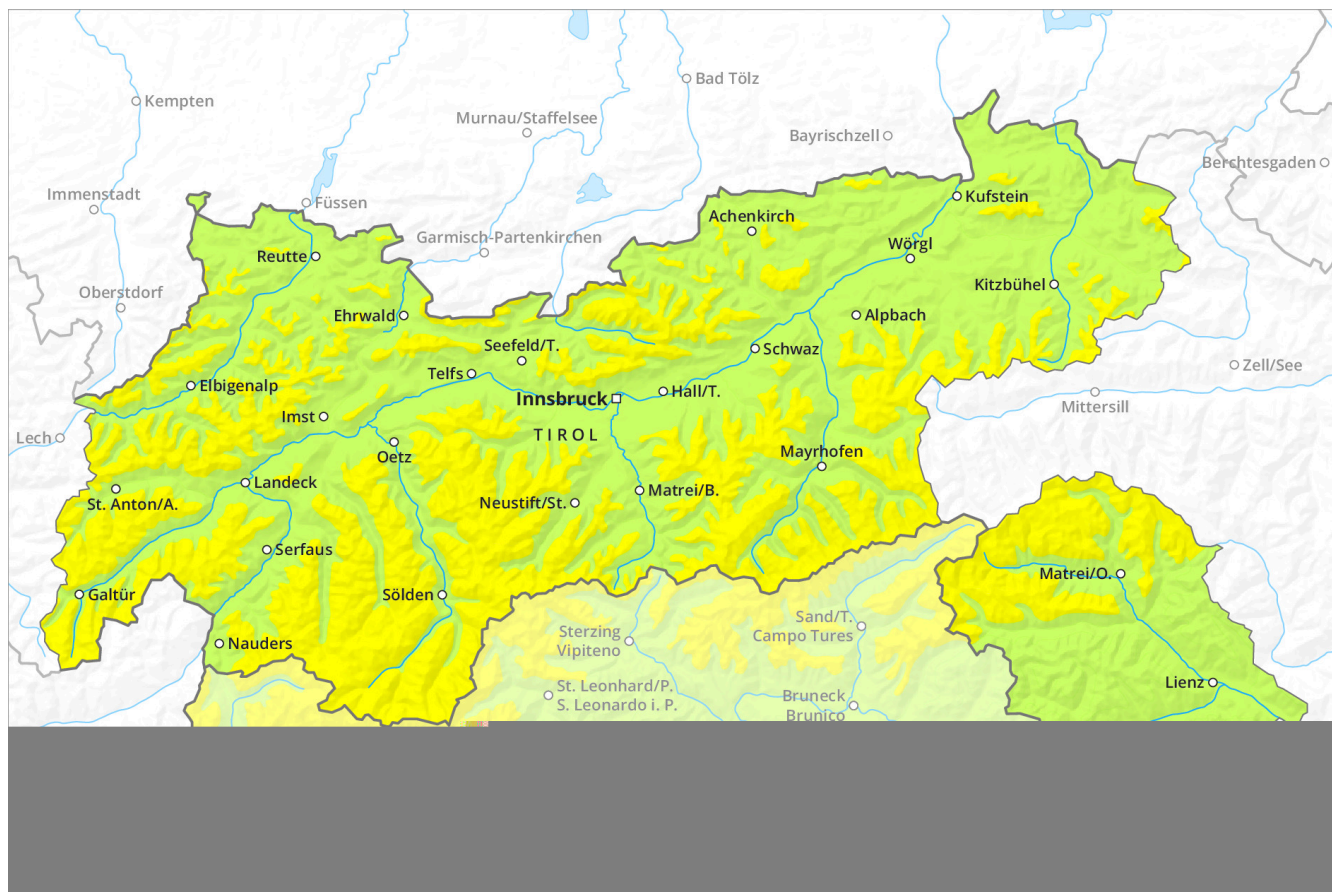 Kempten
Bad Tölz
Murnau/Staffelsee
Bayrischzell
Berchtesgaden
Immenstadt
Füssen
Kufstein
Achenkirch
Garmisch-Partenkirchen
Wörgl
Reutte
Oberstdorf
Kitzbühel
Ehrwald
Alpbach
Seefeld/T.
Schwaz
Zell/See
Telfs
Elbigenalp
Hall/T.
Innsbruck
Mittersill
Imst
Lech
TIROL
Oetz
Mayrhofen
Landeck
Matrei/B.
St. Anton/A.
Neustift/St.
Serfaus
Matrei/O.
Galtür
Sölden
Sand/T.
Campo Tures
Sterzing
Vipiteno
Nauders
Lienz
St. Leonhard/P.
S. Leonardo i. P.
Bruneck
Brunico